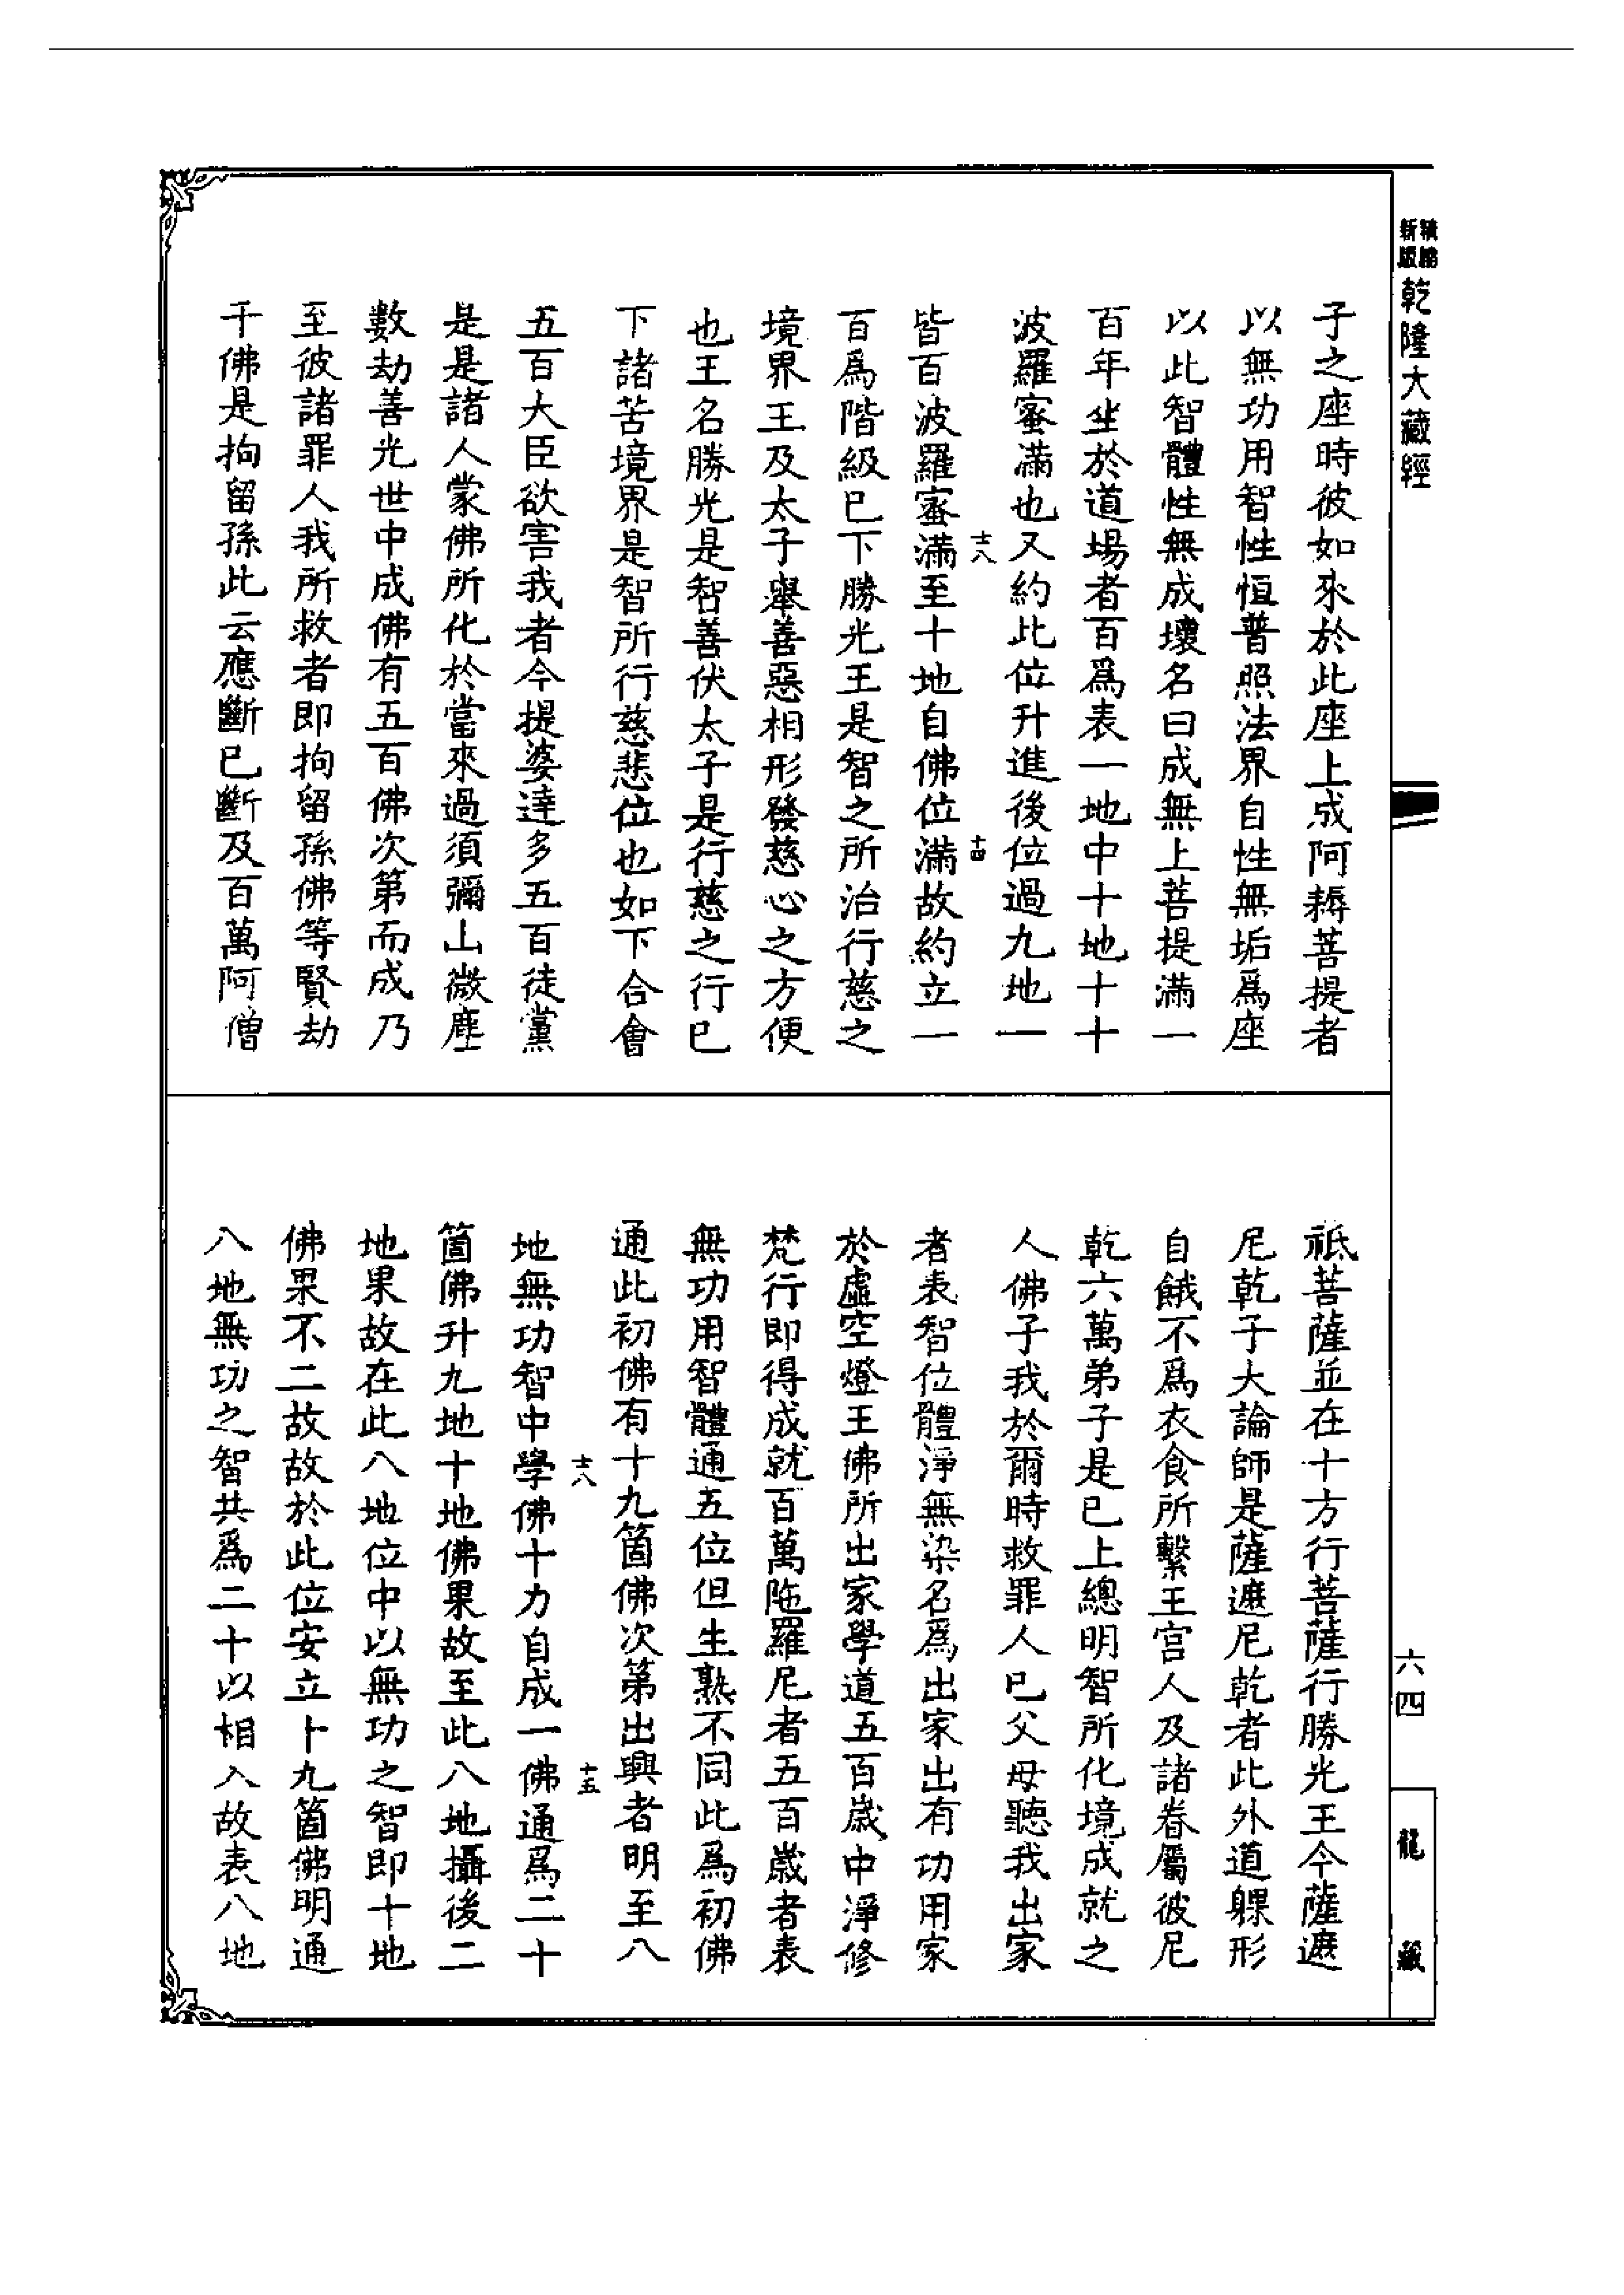 精縮新版 乾隆大藏經
子之座時彼如來於此座上成阿耨菩提者
以無功用智性恒普照法界自性無垢爲座
以此智體性無成壞名曰成無上菩提滿一
百年坐於道場者百爲表一地中十地十十
波羅蜜滿也又約此位升進後位過九地一
皆百波羅蜜滿至十地自佛位滿故約立一
十八 十四
百爲階級已下勝光王是智之所治行慈之
境界王及太子舉善惡相形發慈心之方便
也王名勝光是智善伏太子是行慈之行已
下諸苦境界是智所行慈悲位也如下合會
五百大臣欲害我者今提婆達多五百徒黨
是是諸人蒙佛所化於當來過須彌山微塵
數劫善光世中成佛有五百佛次第而成乃
至彼諸罪人我所救者即拘留孫佛等賢劫
千佛是拘留孫此云應斷已斷及百萬阿僧
祇菩薩並在十方行菩薩行勝光王今薩遮
尼乾子大論師是薩遮尼乾者此外道躶形
自餓不爲衣食所繫王宫人及諸眷屬彼尼
乾六萬弟子是已上總明智所化境成就之
人佛子我於爾時救罪人已父母聽我出家
者表智位體淨無染名爲出家出有功用家
於虛空燈王佛所出家學道五百歲中淨修
梵行即得成就百萬陁羅尼者五百歲者表
無功用智體通五位但生熟不同此爲初佛
通此初佛有十九箇佛次第出興者明至八
十八 十五
地無功智中學佛十力自成一佛通爲二十
箇佛升九地十地佛果故至此八地攝後二
地果故在此八地位中以無功之智即十地
佛果不二故故於此位安立十九箇佛明通
八地無功之智共爲二十以相入故表八地
六四
龍藏